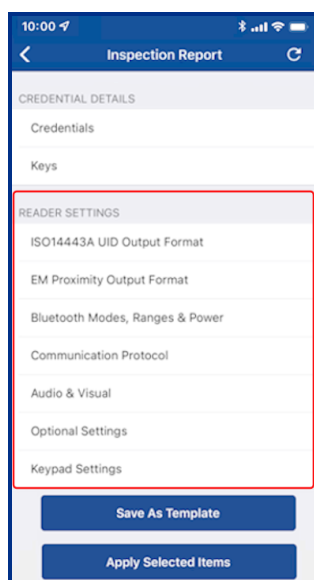 10:00
Inspection Report
CREDENTIAL DETAILS
Credentials
Keys
READER SETTINGS
ISO14443A UID Output Format
EM Proximity Output Format
Bluetooth Modes, Ranges & Power
Communication Protocol
Audio & Visual
Optional Settings
Keypad Settings
Save As Template
Apply Selected Items